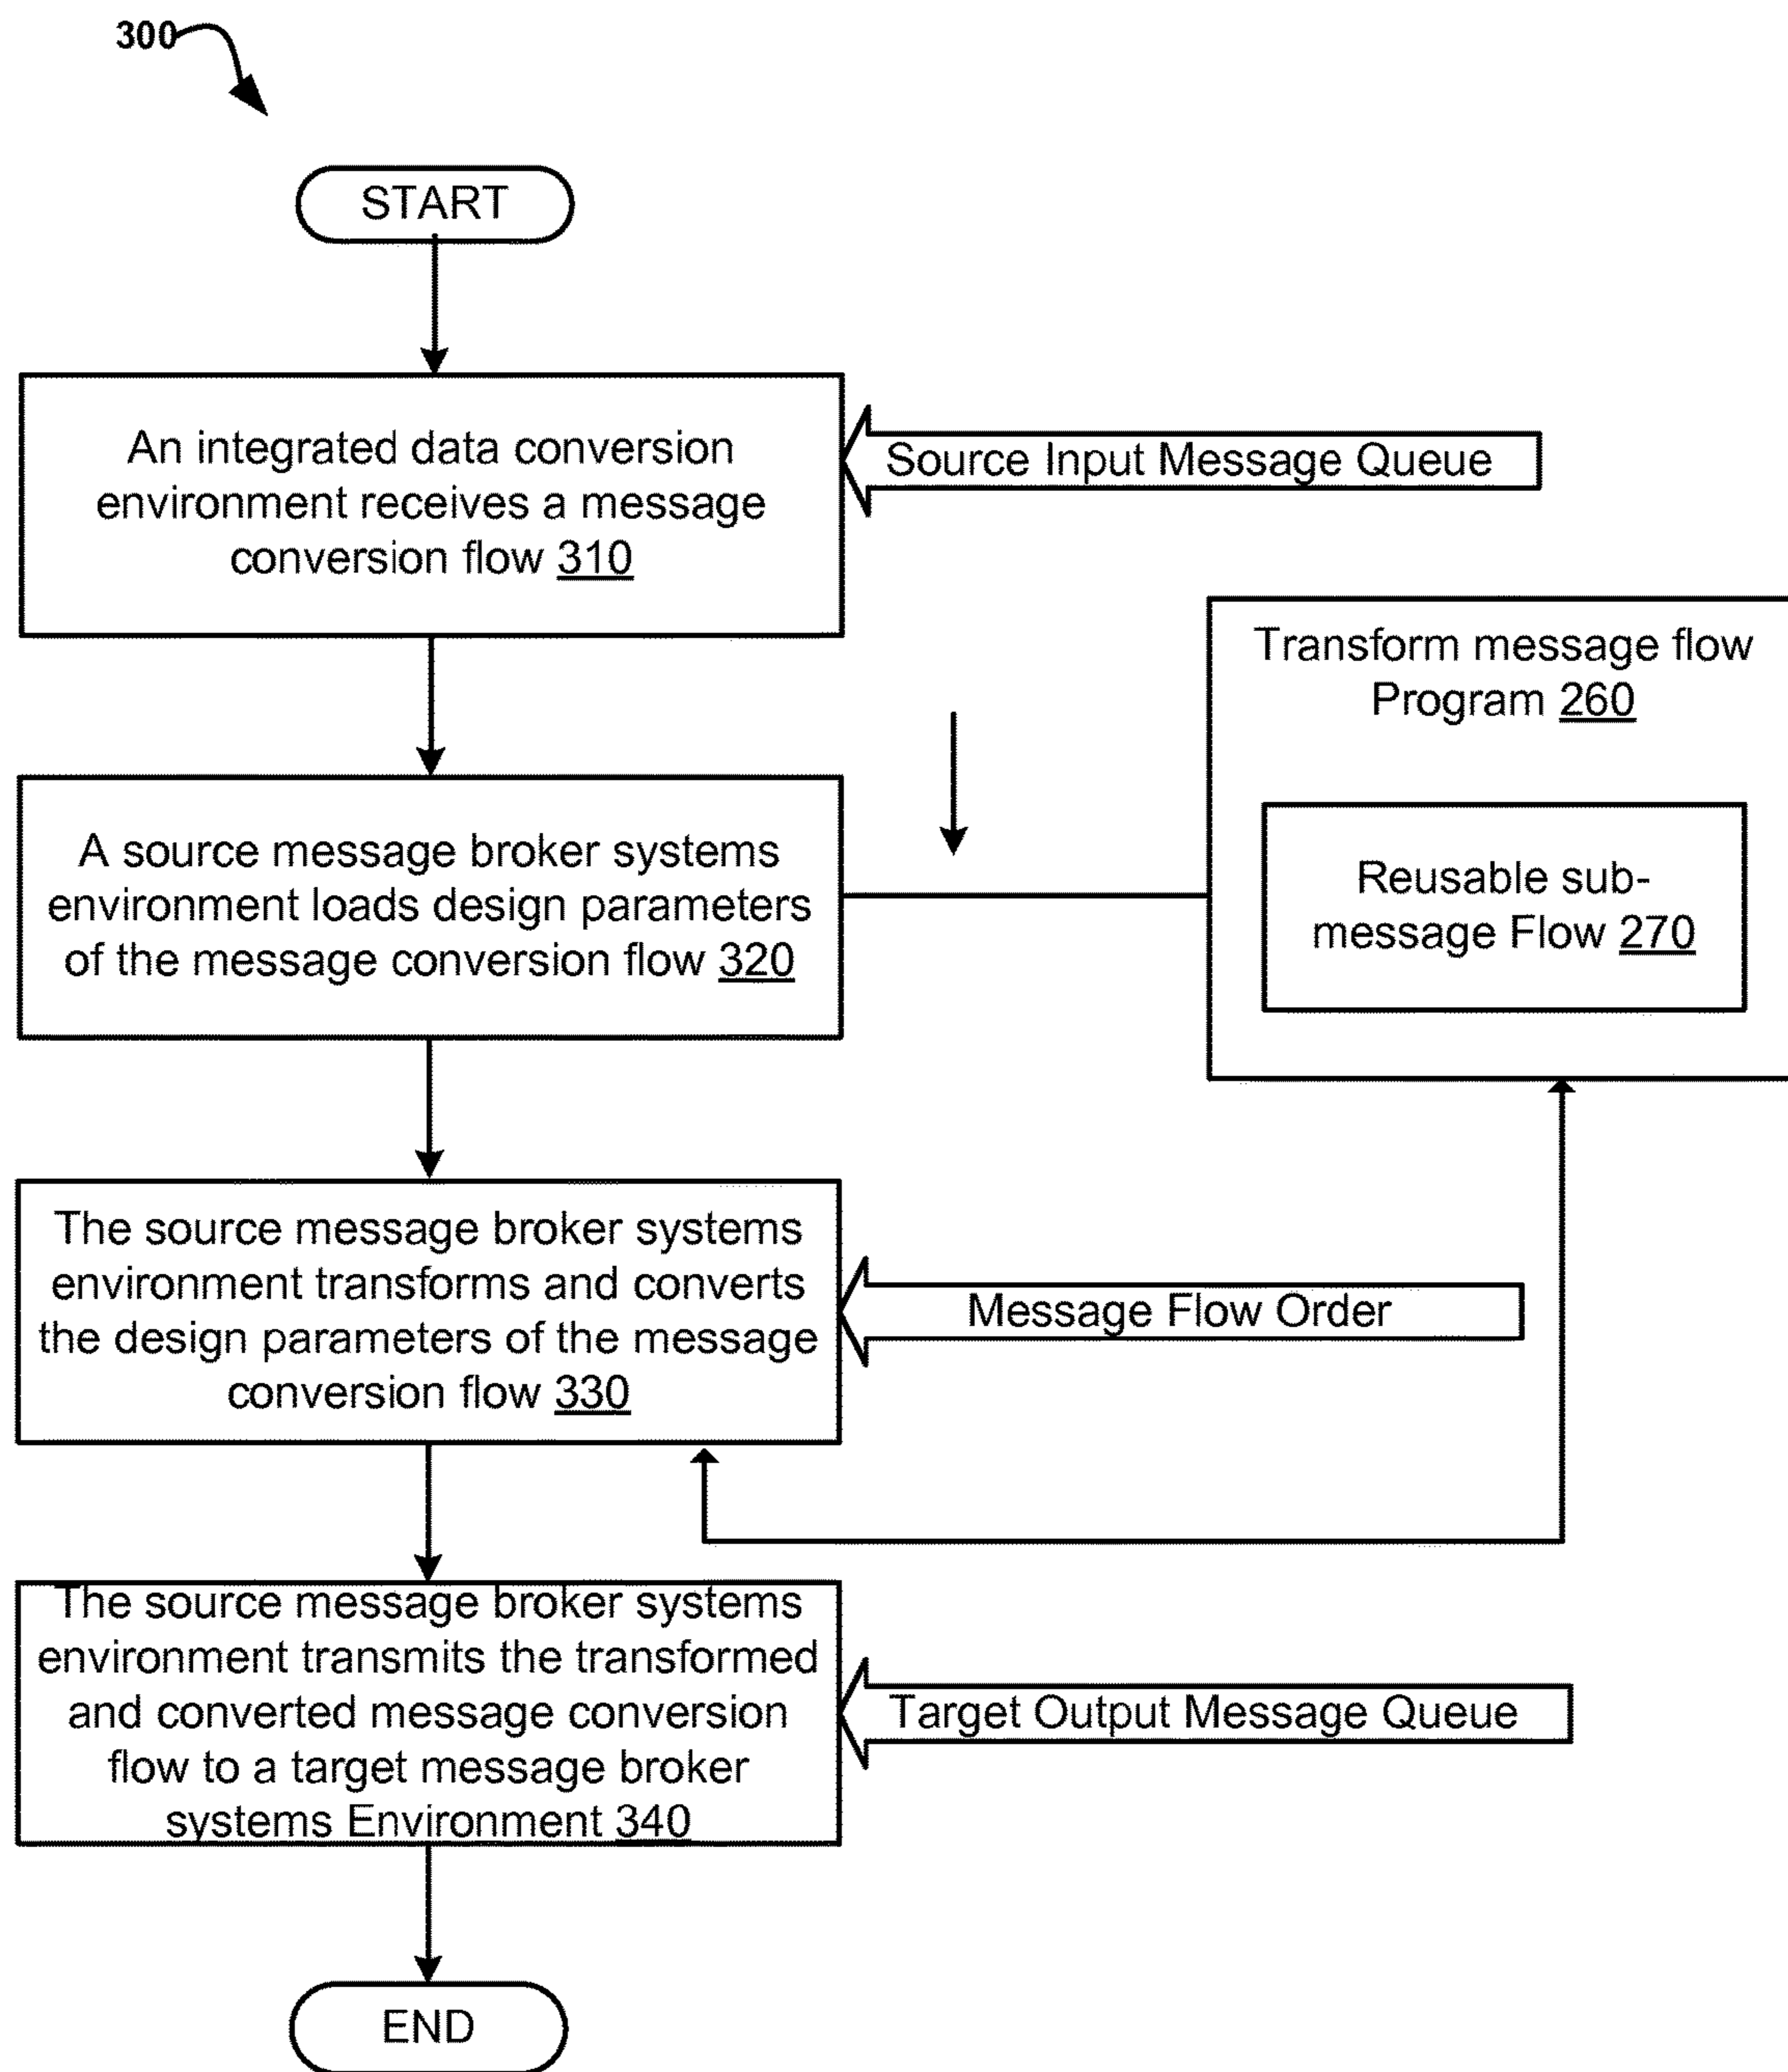 300
START
An integrated data conversion
environment receives a message
conversion flow 310
Source Input Message Queue
Transform message flow
Program 260
Reusable sub-
message Flow 270
A source message broker systems
environment loads design parameters
of the message conversion flow 320
The source message broker systems
environment transforms and converts
the design parameters of the message
conversion flow 330
Message Flow Order
The source message broker systems
environment transmits the transformed
and converted message conversion
flow to a target message broker
systems Environment 340
Target Output Message Queue
END